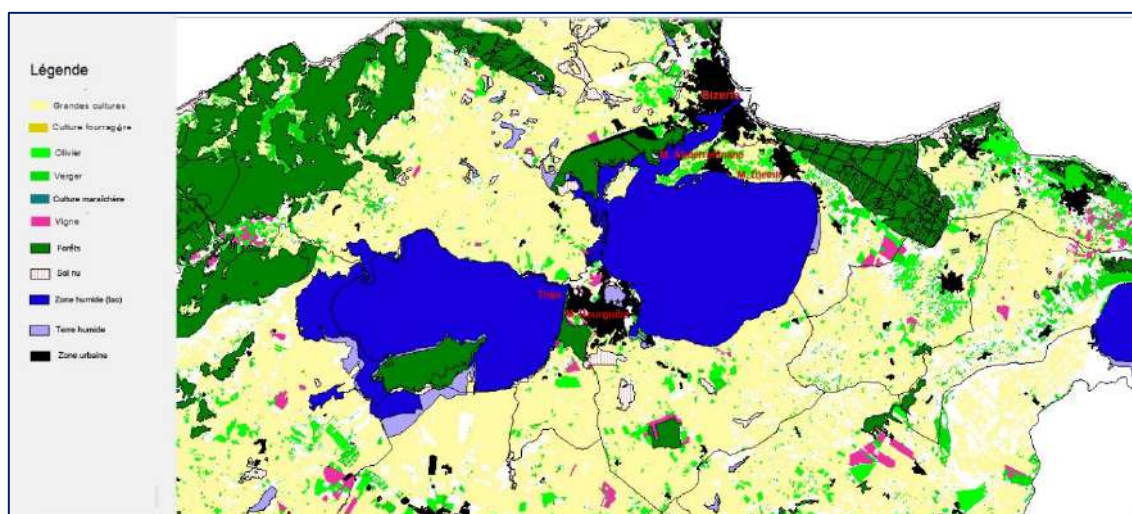 Légende
Grandes cultures
Culture fourragère
Olivier
Verger
Culture maraîchère
Vigne
Forêts
Sol nu
Zone humide (lac)
Terre humide
Zone urbaine
Bizerte
M. Jlemin
Tinja